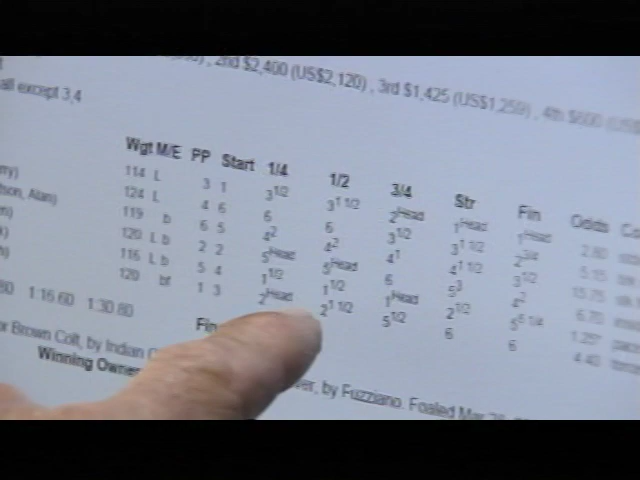 2nd $2,400 (US$2,120) , 3rd $1,425 (US$1,259) , 4th $600
all except 3,4
Wgt M/E PP Start 1/4 1/2 3/4 Str Fin Odds
114 L 3 1 3 1/2 3 1 1/2 2 Head 1 Head 1 Head 2.80
Alan) 124 L 4 6 6 6 3 1/2 3 1 1/2 2 3/4 5.15
119 b 6 5 4 2 4 2 4 1 4 1 1/2 3 1/2 15.75
120 L b 2 2 5 Head 5 Head 6 5 3 4 2 6.70
116 L b 5 4 1 1/2 1 1/2 1 Head 2 1/2 5 5 1/4 1.25*
120 bf 1 3 2 Head 2 1 1/2 5 1/2 6 6 4.40
80 1:16.60 1:30.80
Brown Colt, by Indian by Fuzziano. Foaled Mar
Winning Owner